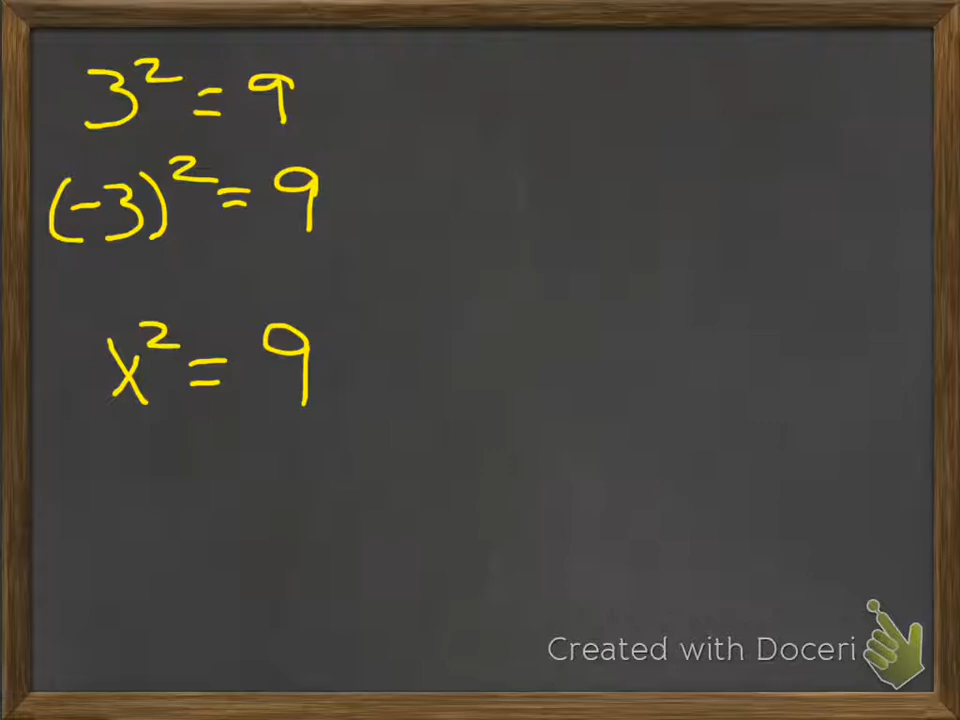 3² = 9
(-3)² = 9
x² = 9
Created with Doceri